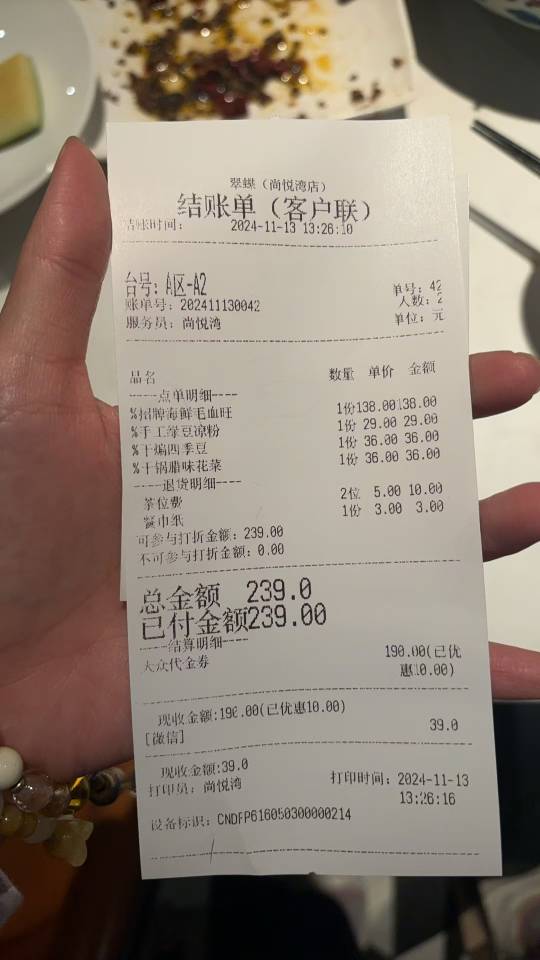 翠蝶（尚悦湾店）
结账单（客户联）
结账时间： 2024-11-13 13:26:10
台号：A区-A2 单号：42
账单号：202411130042 人数：2
服务员：尚悦湾 单位：元
品名 数量 单价 金额
-----点单明细----
%招牌海鲜毛血旺 1份138.00138.00
%手工绿豆凉粉 1份 29.00 29.00
%干煸四季豆 1份 36.00 36.00
%干锅腊味花菜 1份 36.00 36.00
-----退货明细----
茶位费 2位 5.00 10.00
餐巾纸 1份 3.00 3.00
可参与打折金额：239.00
不可参与打折金额：0.00
总金额 239.0
已付金额239.00
-----结算明细----
大众代金券 190.00(已优
惠10.00)
现收金额:190.00(已优惠10.00)
[微信] 39.0
现收金额:39.0
打印员：尚悦湾 打印时间：2024-11-13
13:26:16
设备标识：CNDFP616050300000214